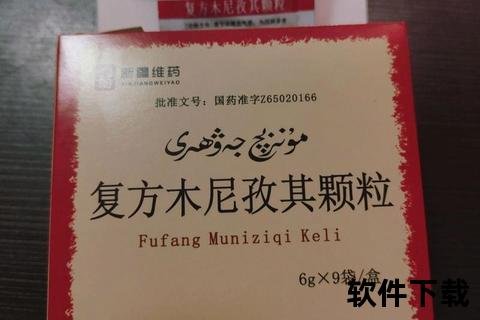 复方木尼孜其颗粒
新疆维药
XINJIANGWEIYAO
批准文号：国药准字Z65020166
مۇنزىچ جەۋھەرى
复方木尼孜其颗粒
Fufang Muniziqi Keli
6g×9袋/盒
软件下载